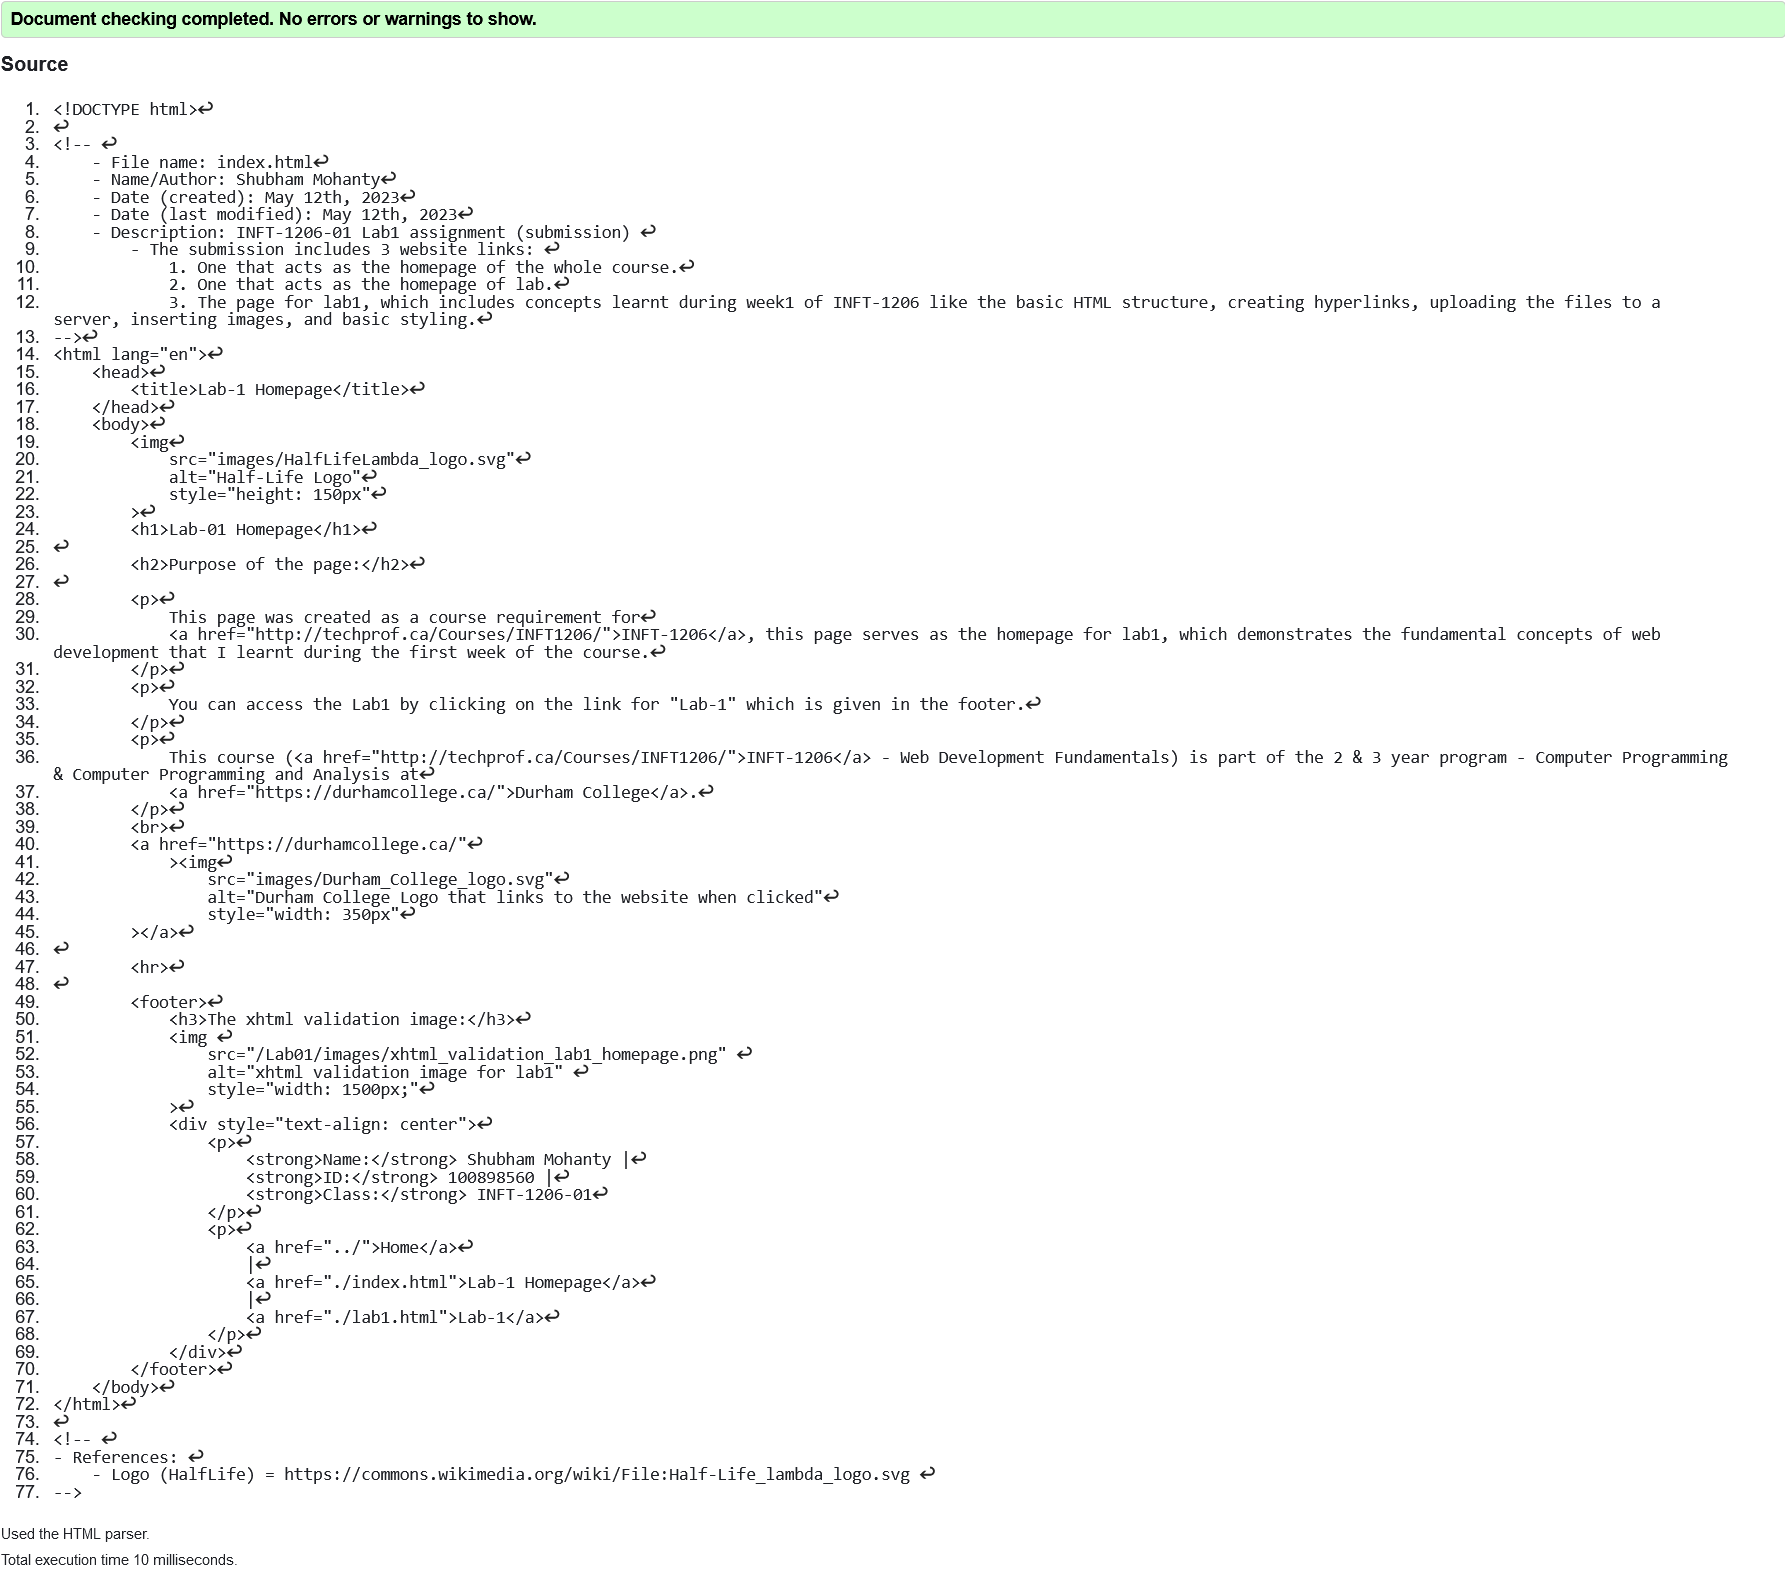 Document checking completed. No errors or warnings to show.
Source
1. <!DOCTYPE html>↩
2. ↩
3. <!-- ↩
4.     - File name: index.html↩
5.     - Name/Author: Shubham Mohanty↩
6.     - Date (created): May 12th, 2023↩
7.     - Date (last modified): May 12th, 2023↩
8.     - Description: INFT-1206-01 Lab1 assignment (submission) ↩
9.         - The submission includes 3 website links: ↩
10.             1. One that acts as the homepage of the whole course.↩
11.             2. One that acts as the homepage of lab.↩
12.             3. The page for lab1, which includes concepts learnt during week1 of INFT-1206 like the basic HTML structure, creating hyperlinks, uploading the files to a
server, inserting images, and basic styling.↩
13. -->↩
14. <html lang="en">↩
15.     <head>↩
16.         <title>Lab-1 Homepage</title>↩
17.     </head>↩
18.     <body>↩
19.         <img↩
20.             src="images/HalfLifeLambda_logo.svg"↩
21.             alt="Half-Life Logo"↩
22.             style="height: 150px"↩
23.         >↩
24.         <h1>Lab-01 Homepage</h1>↩
25. ↩
26.         <h2>Purpose of the page:</h2>↩
27. ↩
28.         <p>↩
29.             This page was created as a course requirement for↩
30.             <a href="http://techprof.ca/Courses/INFT1206/">INFT-1206</a>, this page serves as the homepage for lab1, which demonstrates the fundamental concepts of web
development that I learnt during the first week of the course.↩
31.         </p>↩
32.         <p>↩
33.             You can access the Lab1 by clicking on the link for "Lab-1" which is given in the footer.↩
34.         </p>↩
35.         <p>↩
36.             This course (<a href="http://techprof.ca/Courses/INFT1206/">INFT-1206</a> - Web Development Fundamentals) is part of the 2 & 3 year program - Computer Programming
& Computer Programming and Analysis at↩
37.             <a href="https://durhamcollege.ca/">Durham College</a>.↩
38.         </p>↩
39.         <br>↩
40.         <a href="https://durhamcollege.ca/"↩
41.             ><img↩
42.                 src="images/Durham_College_logo.svg"↩
43.                 alt="Durham College Logo that links to the website when clicked"↩
44.                 style="width: 350px"↩
45.         ></a>↩
46. ↩
47.         <hr>↩
48. ↩
49.         <footer>↩
50.             <h3>The xhtml validation image:</h3>↩
51.             <img ↩
52.                 src="/Lab01/images/xhtml_validation_lab1_homepage.png" ↩
53.                 alt="xhtml validation image for lab1" ↩
54.                 style="width: 1500px;"↩
55.             >↩
56.             <div style="text-align: center">↩
57.                 <p>↩
58.                     <strong>Name:</strong> Shubham Mohanty |↩
59.                     <strong>ID:</strong> 100898560 |↩
60.                     <strong>Class:</strong> INFT-1206-01↩
61.                 </p>↩
62.                 <p>↩
63.                     <a href="../">Home</a>↩
64.                     |↩
65.                     <a href="./index.html">Lab-1 Homepage</a>↩
66.                     |↩
67.                     <a href="./lab1.html">Lab-1</a>↩
68.                 </p>↩
69.             </div>↩
70.         </footer>↩
71.     </body>↩
72. </html>↩
73. ↩
74. <!-- ↩
75. - References: ↩
76.     - Logo (HalfLife) = https://commons.wikimedia.org/wiki/File:Half-Life_lambda_logo.svg ↩
77. -->
Used the HTML parser.
Total execution time 10 milliseconds.